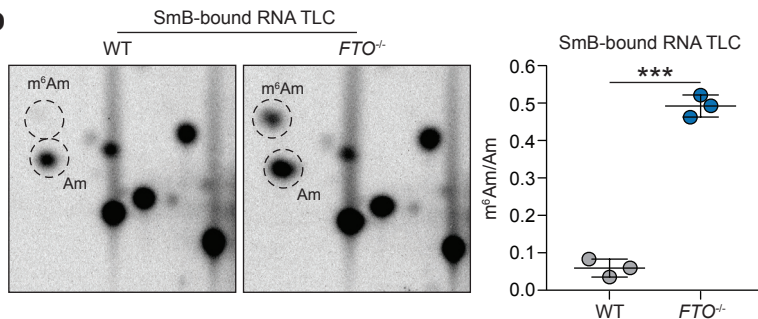 SmB-bound RNA TLC
WT
FTO⁻/⁻
m⁶Am
Am
m⁶Am
Am
SmB-bound RNA TLC
***
m⁶Am/Am
0.6
0.5
0.4
0.3
0.2
0.1
0.0
WT
FTO⁻/⁻